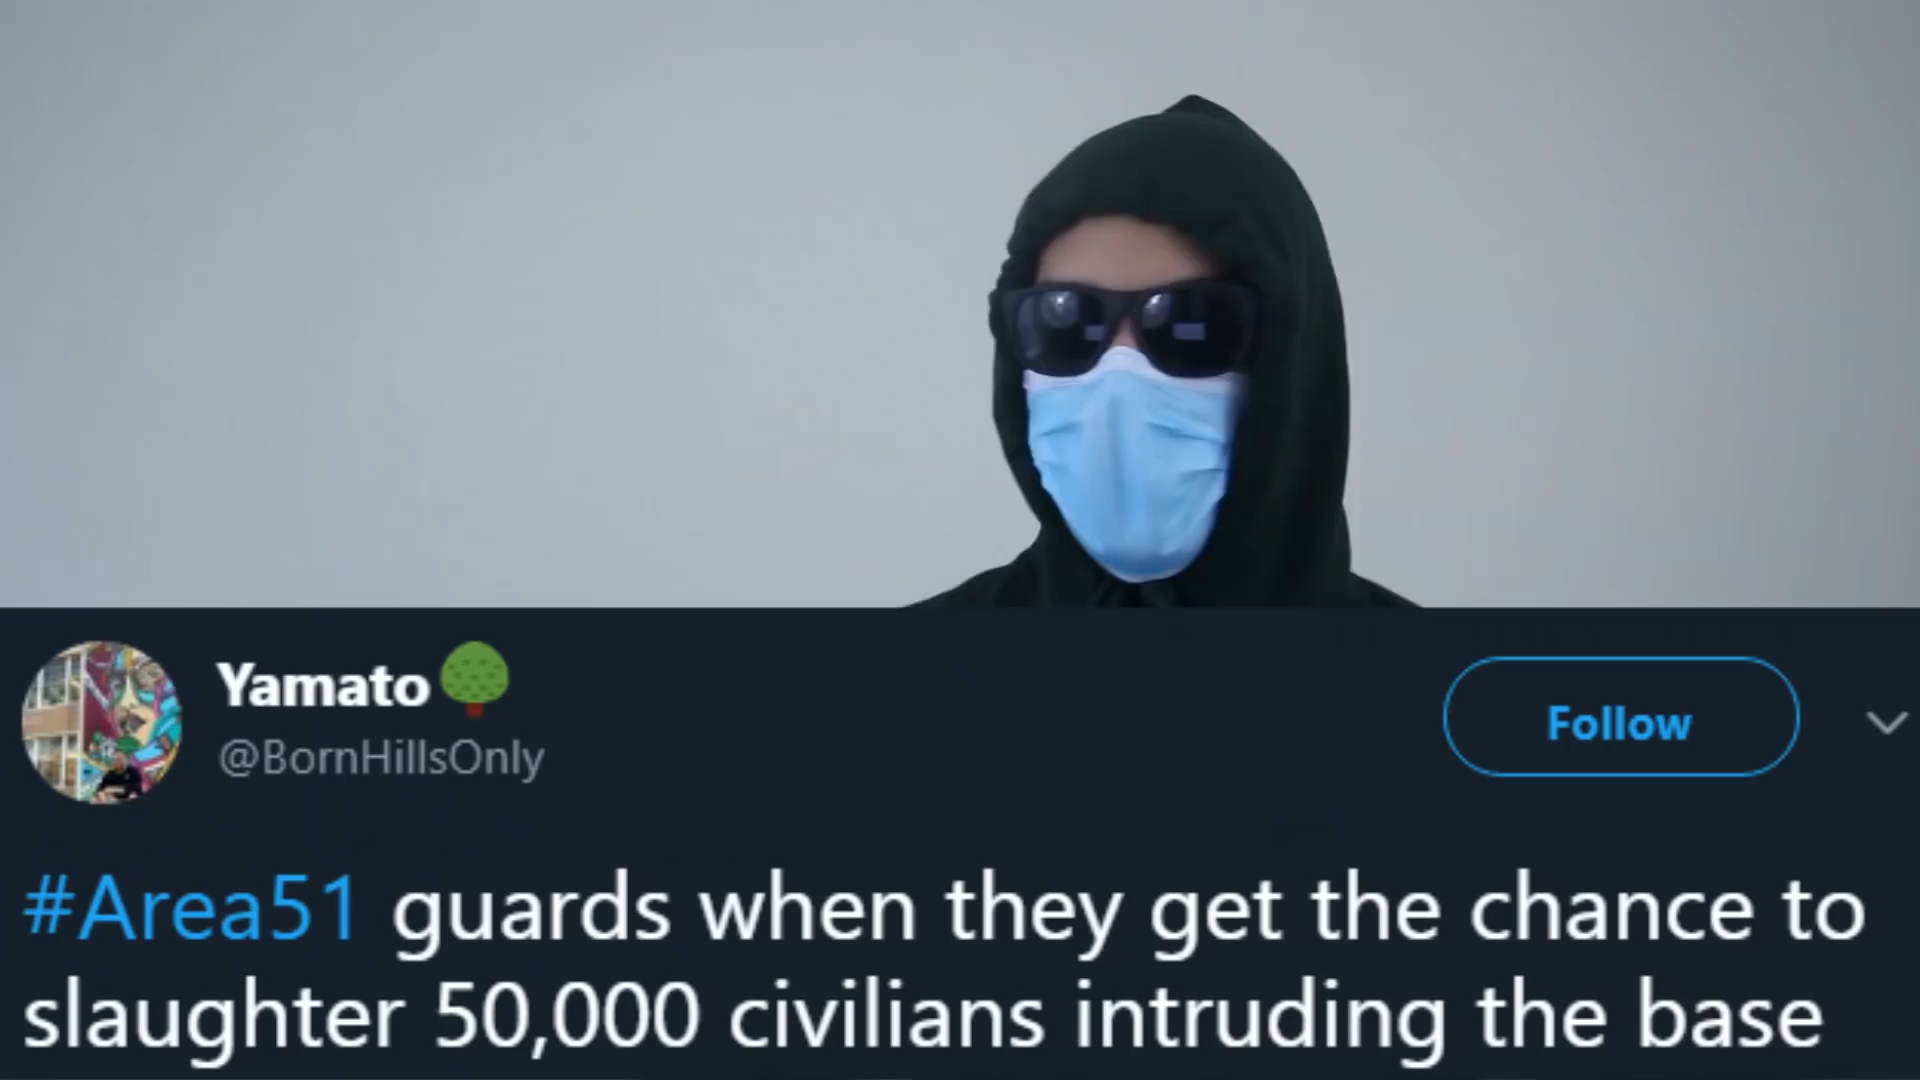 Yamato
@BornHillsOnly
Follow
#Area51 guards when they get the chance to
slaughter 50,000 civilians intruding the base